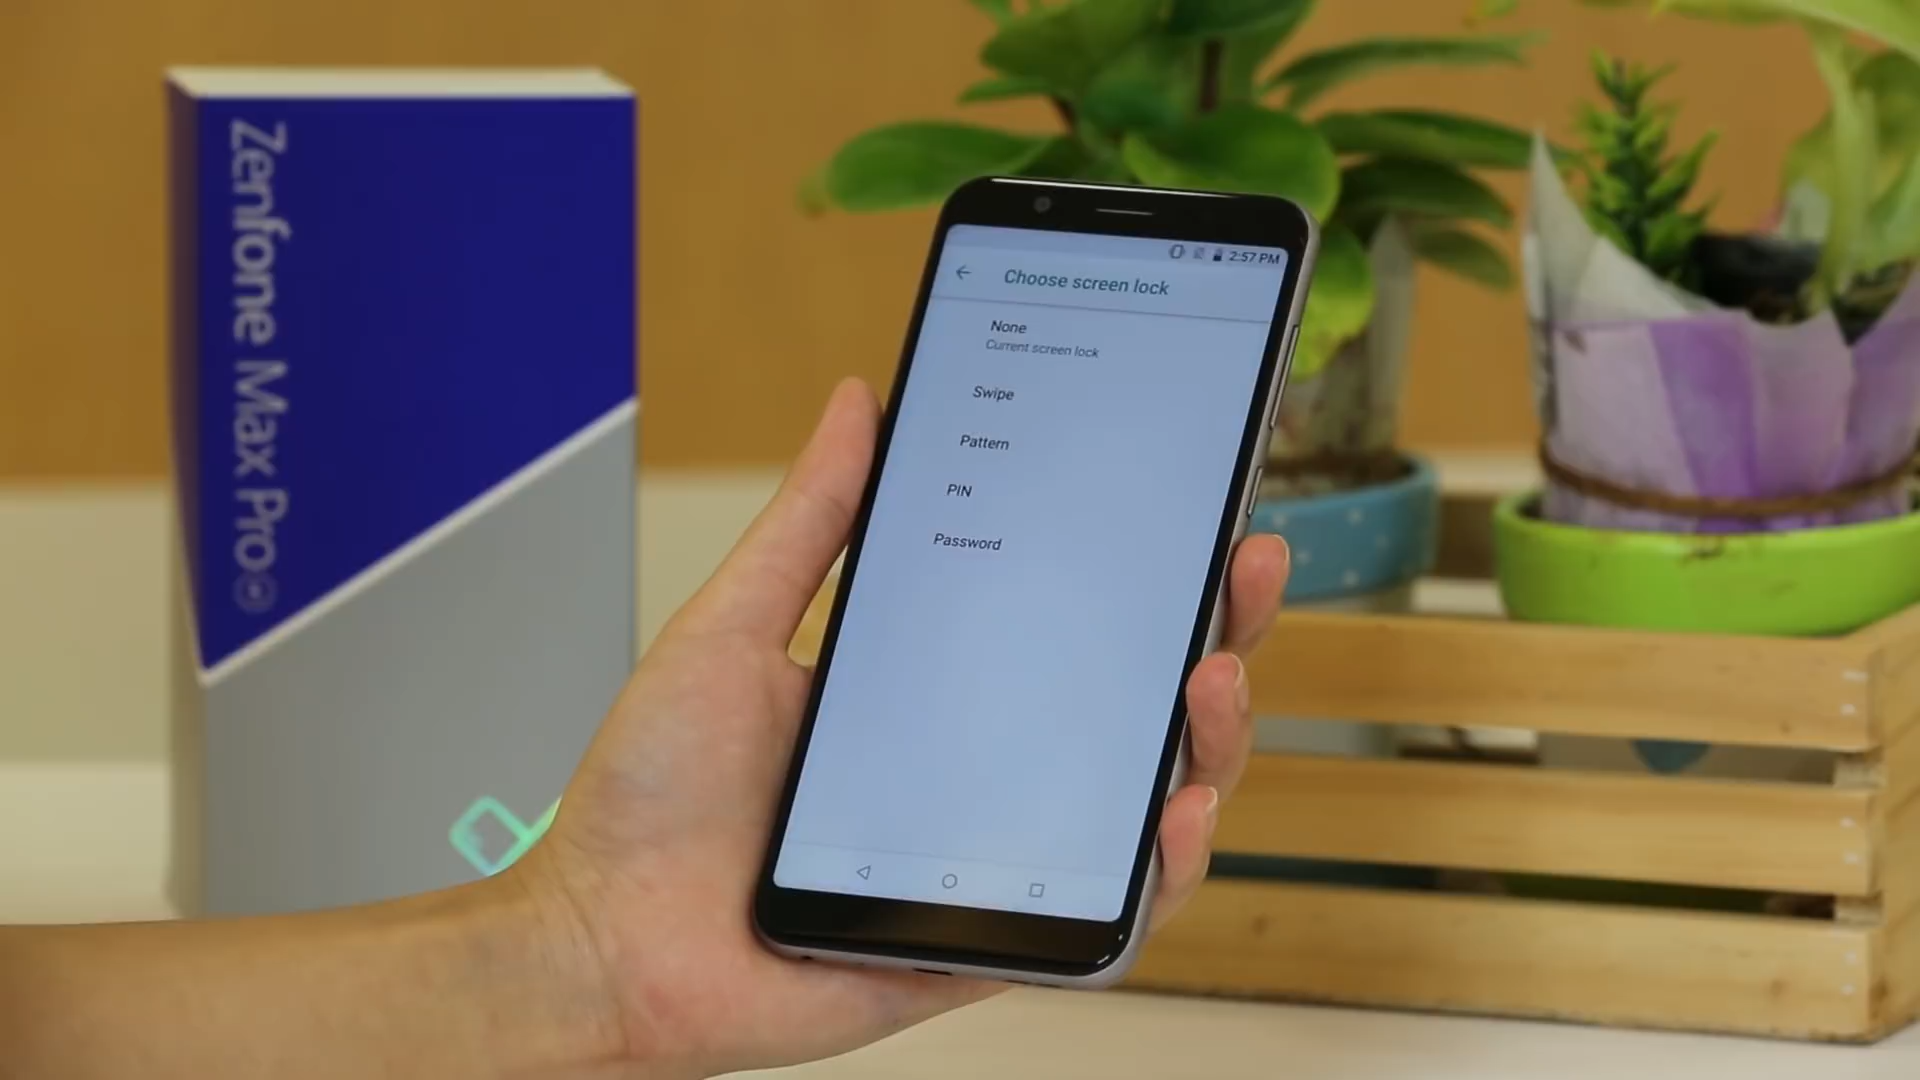 Zenfone Max Pro
2:57 PM
Choose screen lock
None
Current screen lock
Swipe
Pattern
PIN
Password